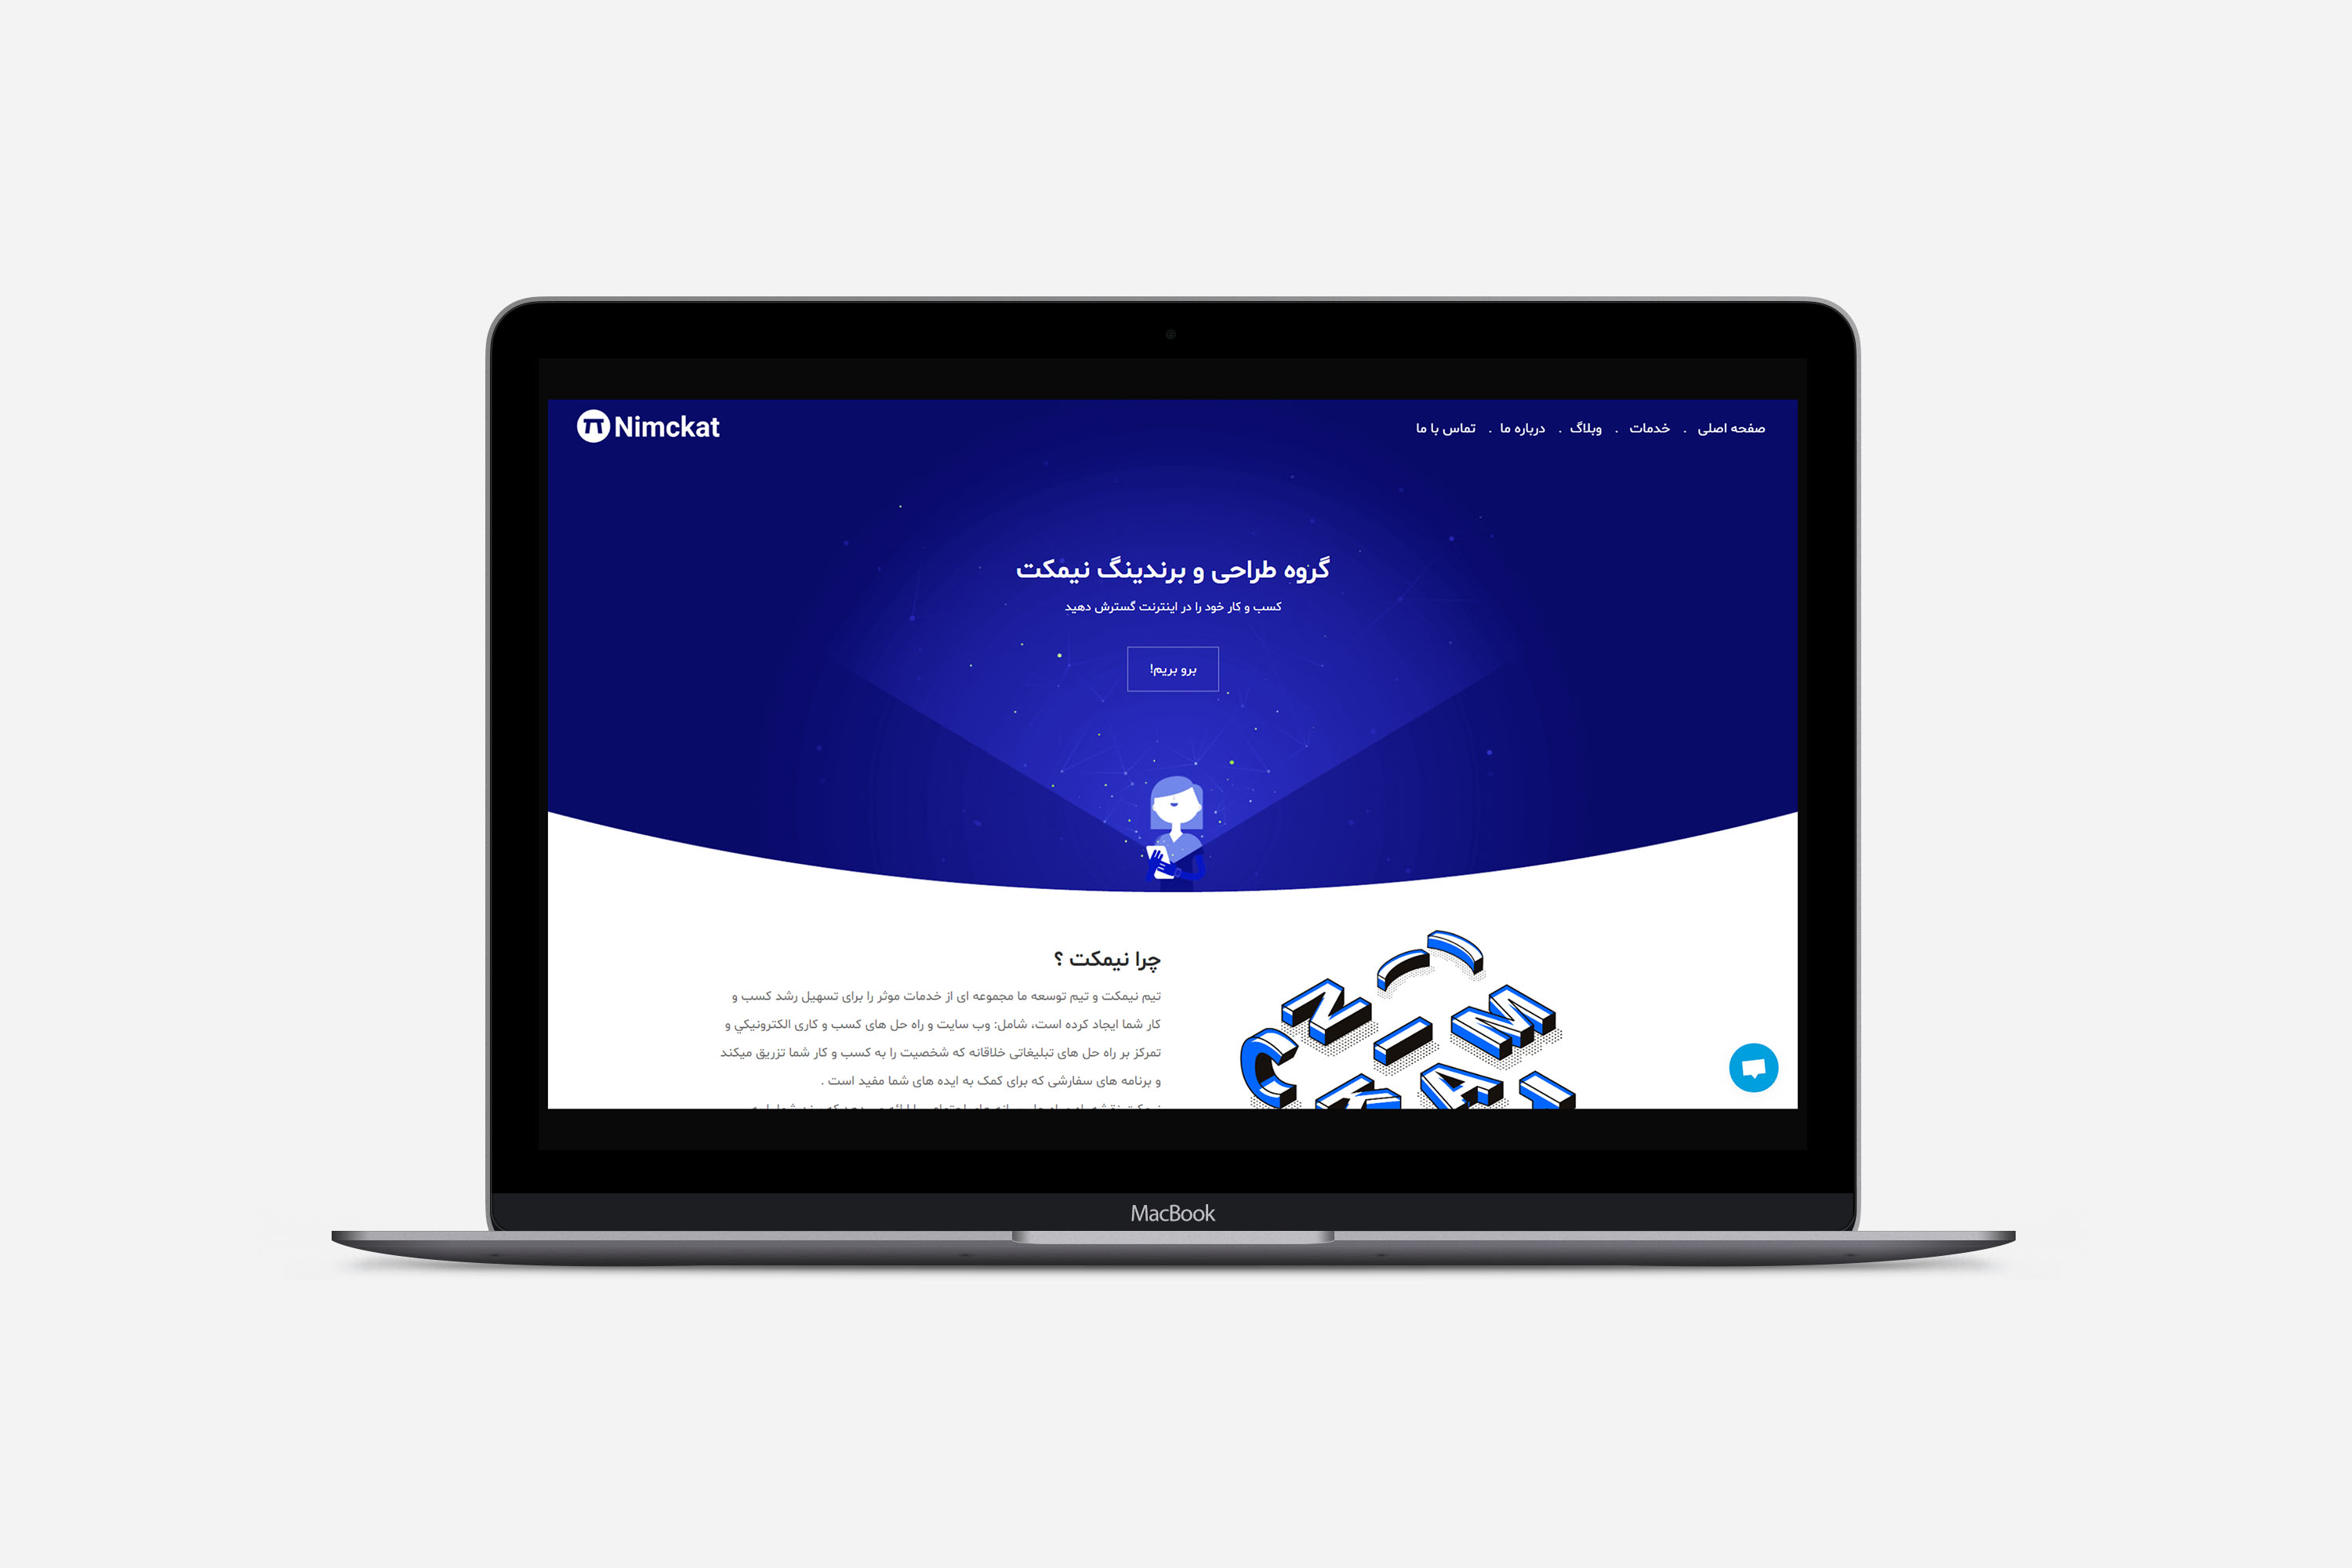 Nimckat
صفحه اصلی . خدمات . وبلاگ . درباره ما . تماس با ما
گروه طراحی و برندینگ نیمکت
کسب و کار خود را در اینترنت گسترش دهید
برو بریم!
چرا نیمکت ؟
تیم نیمکت و تیم توسعه ما مجموعه ای از خدمات موثر را برای تسهیل رشد کسب و
کار شما ایجاد کرده است، شامل: وب سایت و راه حل های کسب و کاری الکترونیکي و
تمرکز بر راه حل های تبلیغاتی خلاقانه که شخصیت را به کسب و کار شما تزریق میکند
و برنامه های سفارشی که برای کمک به ایده های شما مفید است .
N I M
C K A T
MacBook